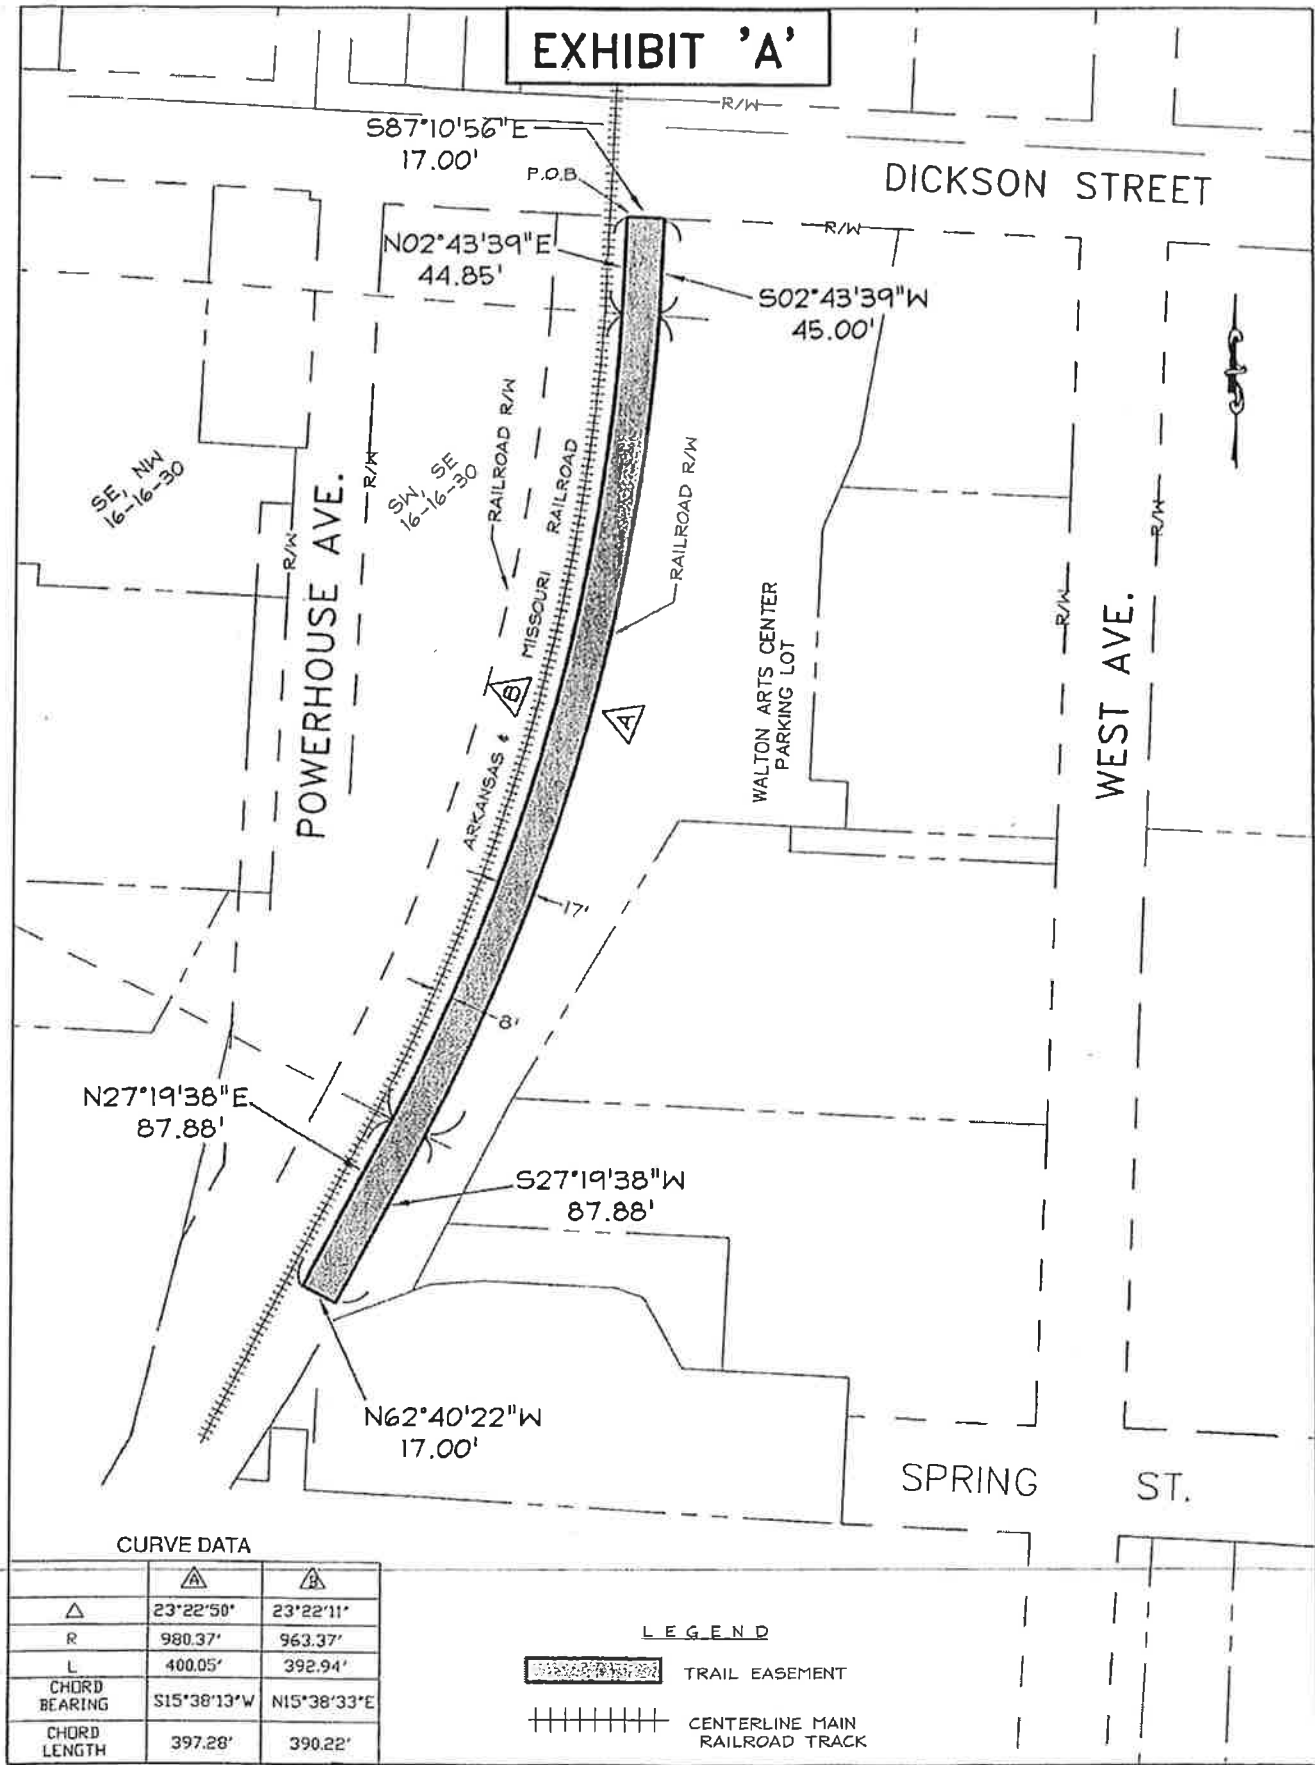 EXHIBIT 'A'
R/W
S87°10'56"E
17.00'
P.O.B.
DICKSON STREET
R/W
N02°43'39"E
44.85'
S02°43'39"W
45.00'
SE, NW
16-16-30
POWERHOUSE AVE.
R/W
R/W
SW, SE
16-16-30
RAILROAD R/W
ARKANSAS & MISSOURI RAILROAD
RAILROAD R/W
B
A
WALTON ARTS CENTER
PARKING LOT
R/W
WEST AVE.
R/W
17'
8'
N27°19'38"E
87.88'
S27°19'38"W
87.88'
N62°40'22"W
17.00'
SPRING ST.
CURVE DATA
A B
△ 23°22'50" 23°22'11"
R 980.37' 963.37'
L 400.05' 392.94'
CHORD
BEARING S15°38'13"W N15°38'33"E
CHORD
LENGTH 397.28' 390.22'
LEGEND
TRAIL EASEMENT
CENTERLINE MAIN
RAILROAD TRACK